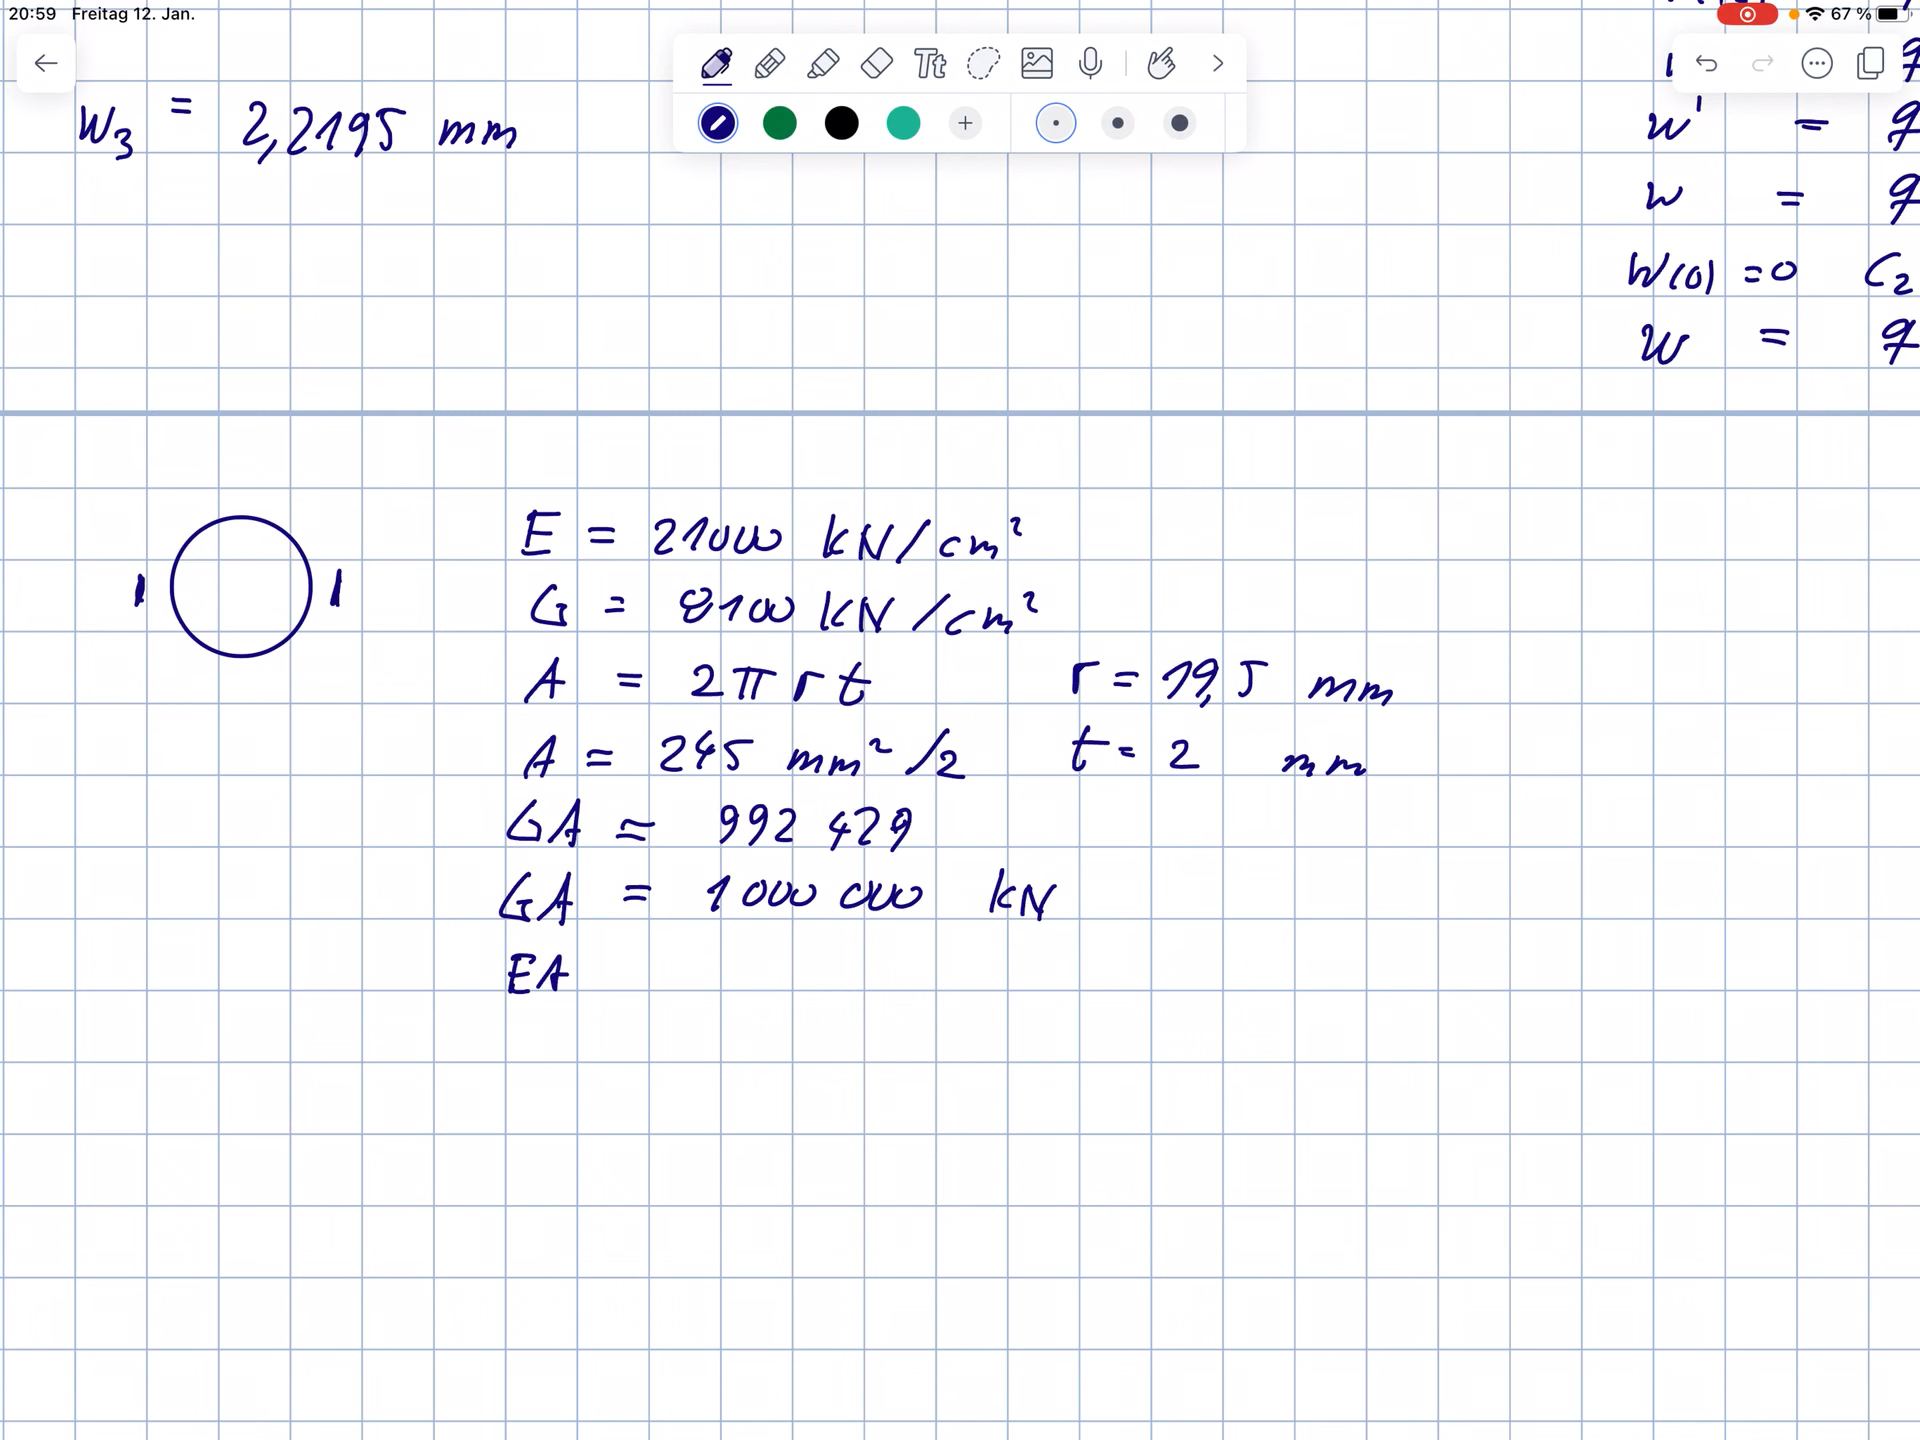 20:59 Freitag 12. Jan.
67 %
Tt
W3 = 2,2195 mm
w' =
w =
W(0) =0 C2
w =
E = 21000 kN/cm²
G = 8100 kN/cm²
A = 2π r t r = 19,5 mm
A = 245 mm² /2 t = 2 mm
GA ≈ 992 429
GA = 1 000 000 kN
EA